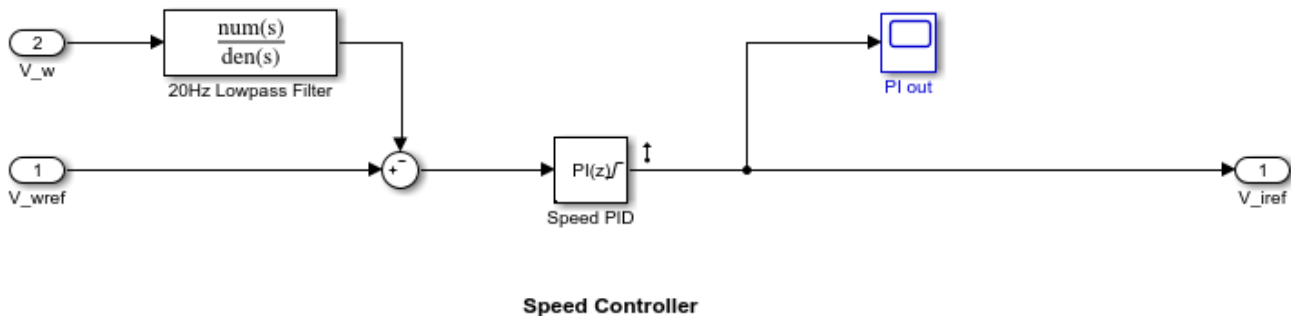 2
V_w
num(s)
den(s)
20Hz Lowpass Filter
PI out
1
V_wref
+
−
PI(z)
Speed PID
1
V_iref
Speed Controller